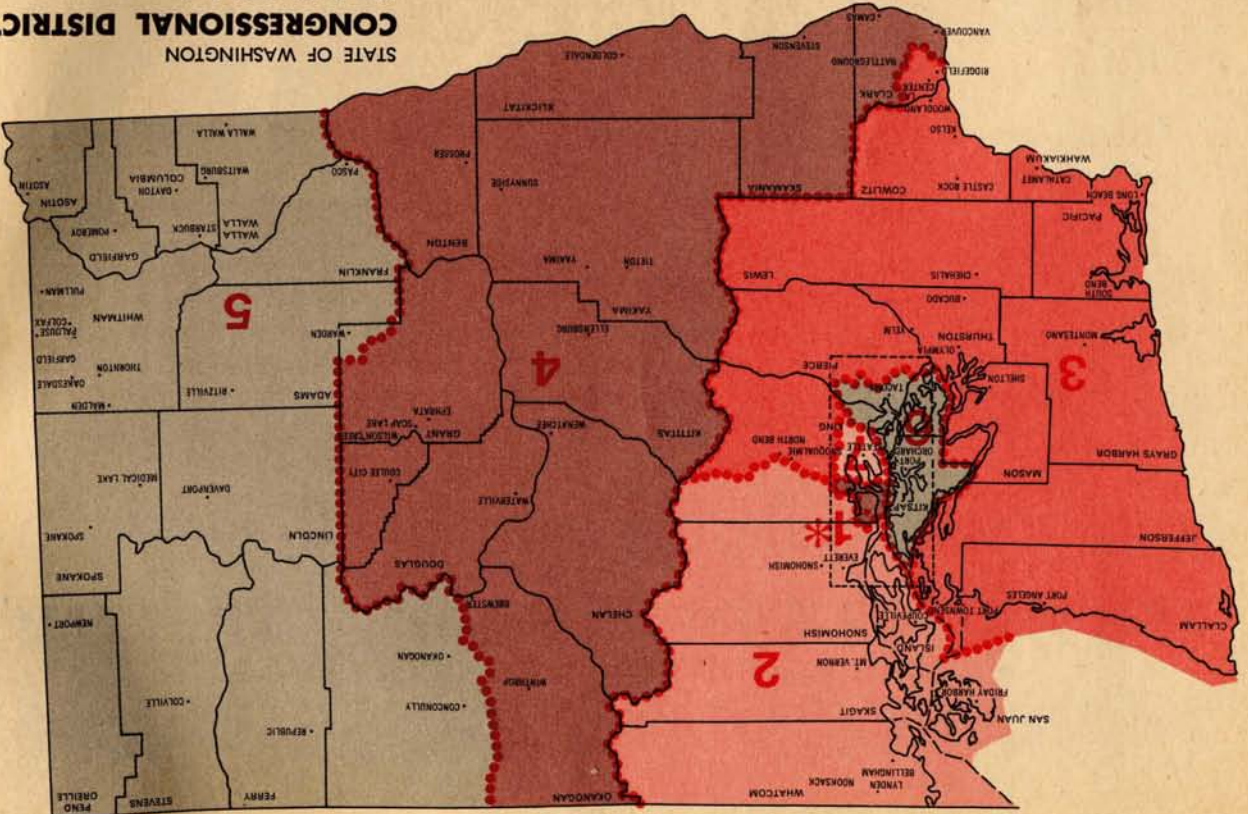 WHATCOM
LYNDEN
NOOKSACK
BELLINGHAM
SAN JUAN
FRIDAY HARBOR
SKAGIT
MT. VERNON
2
ISLAND
COUPEVILLE
SNOHOMISH
SNOHOMISH
EVERETT
1*
OKANOGAN
WINTHROP
CONCONULLY
OKANOGAN
BREWSTER
FERRY
REPUBLIC
STEVENS
COLVILLE
PEND
OREILLE
NEWPORT
CLALLAM
PORT ANGELES
PORT TOWNSEND
JEFFERSON
GRAYS HARBOR
MONTESANO
3
MASON
SHELTON
KITSAP
PORT
ORCHARD
6
SEATTLE
KING
SNOQUALMIE
NORTH BEND
TACOMA
PIERCE
OLYMPIA
THURSTON
YELM
BUCADO
CHELAN
DOUGLAS
WATERVILLE
WENATCHEE
COULEE CITY
GRANT
WILSON CREEK
SOAP LAKE
EPHRATA
KITTITAS
4
ELLENSBURG
LINCOLN
DAVENPORT
SPOKANE
SPOKANE
MEDICAL LAKE
ADAMS
RITZVILLE
WARDEN
5
MALDEN
OAKESDALE
THORNTON
GARFIELD
PALOUSE
COLFAX
WHITMAN
PULLMAN
PACIFIC
SOUTH
BEND
LONG BEACH
LEWIS
CHEHALIS
WAHKIAKUM
CATHLAMET
COWLITZ
CASTLE ROCK
KELSO
WOODLAND
LA
CENTER
RIDGEFIELD
CLARK
BATTLEGROUND
VANCOUVER
CAMAS
SKAMANIA
STEVENSON
YAKIMA
TIETON
YAKIMA
SUNNYSIDE
KLICKITAT
GOLDENDALE
BENTON
PROSSER
FRANKLIN
PASCO
WALLA
WALLA
WAITSBURG
WALLA WALLA
STARBUCK
COLUMBIA
DAYTON
GARFIELD
POMEROY
ASOTIN
ASOTIN
STATE OF WASHINGTON
CONGRESSIONAL DISTRIC